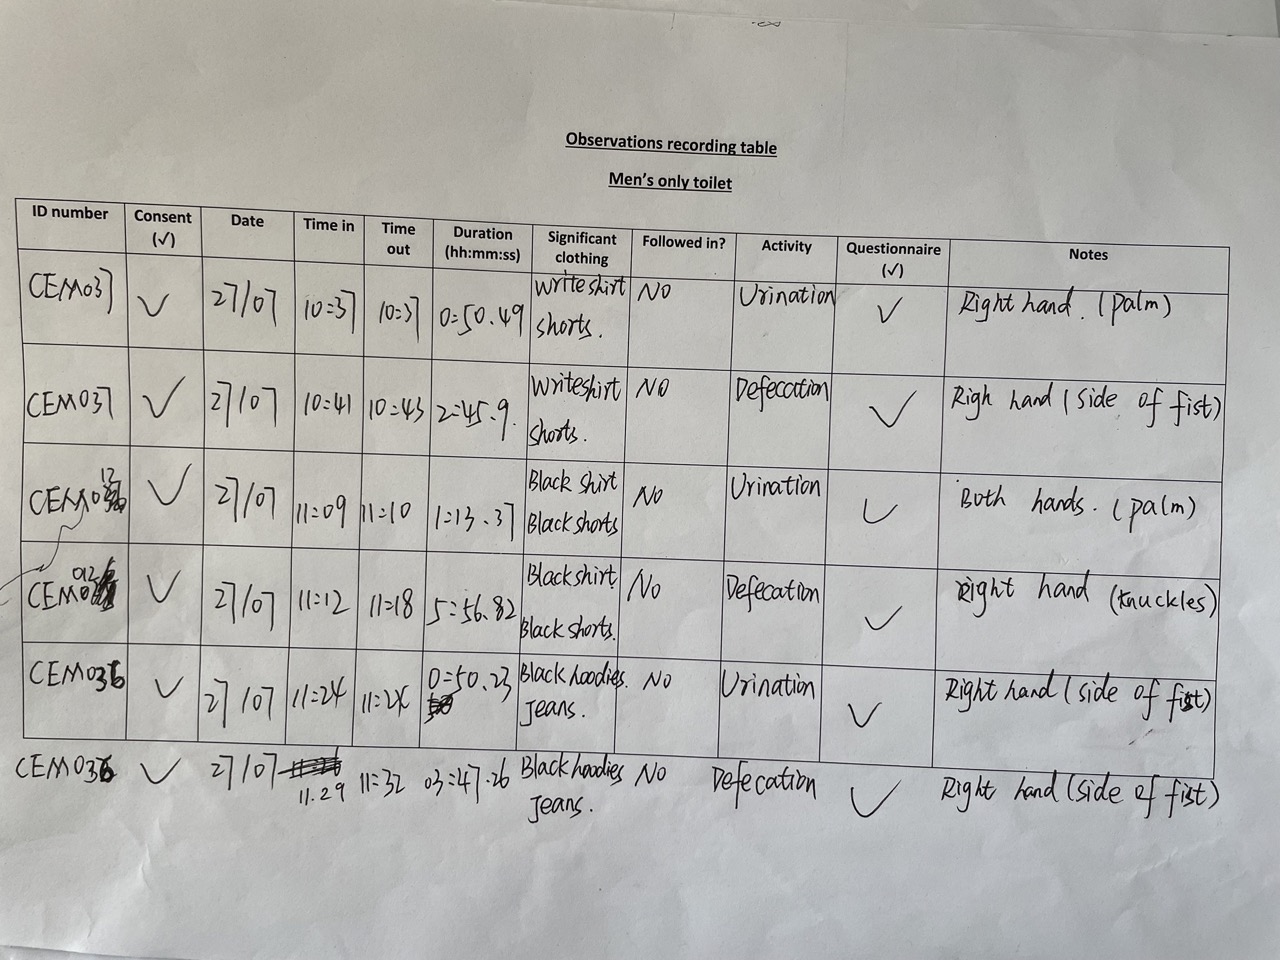 Observations recording table
Men's only toilet
ID number Consent (√) Date Time in Time out Duration (hh:mm:ss) Significant clothing Followed in? Activity Questionnaire (√) Notes
CEM037 √ 27/07 10:37 10:37 0:50.49 Write shirt shorts. NO Urination √ Right hand. (palm)
CEM037 √ 27/07 10:41 10:43 2:45.9. Write shirt shorts. NO Defecation √ Righ hand (side of fist)
CEM012 √ 27/07 11:09 11:10 1:13.37 Black shirt Black shorts No Urination √ Both hands. (palm)
CEM012 √ 27/07 11:12 11:18 5:56.82 Black shirt Black shorts. No Defecation √ right hand (knuckles)
CEM036 √ 27/07 11:24 11:24 0:50.23 Black hoodies. Jeans. No Urination √ Right hand (side of fist)
CEM036 √ 27/07 11.29 11:32 03:47.26 Black hoodies Jeans. No Defecation √ Right hand (side of fist)